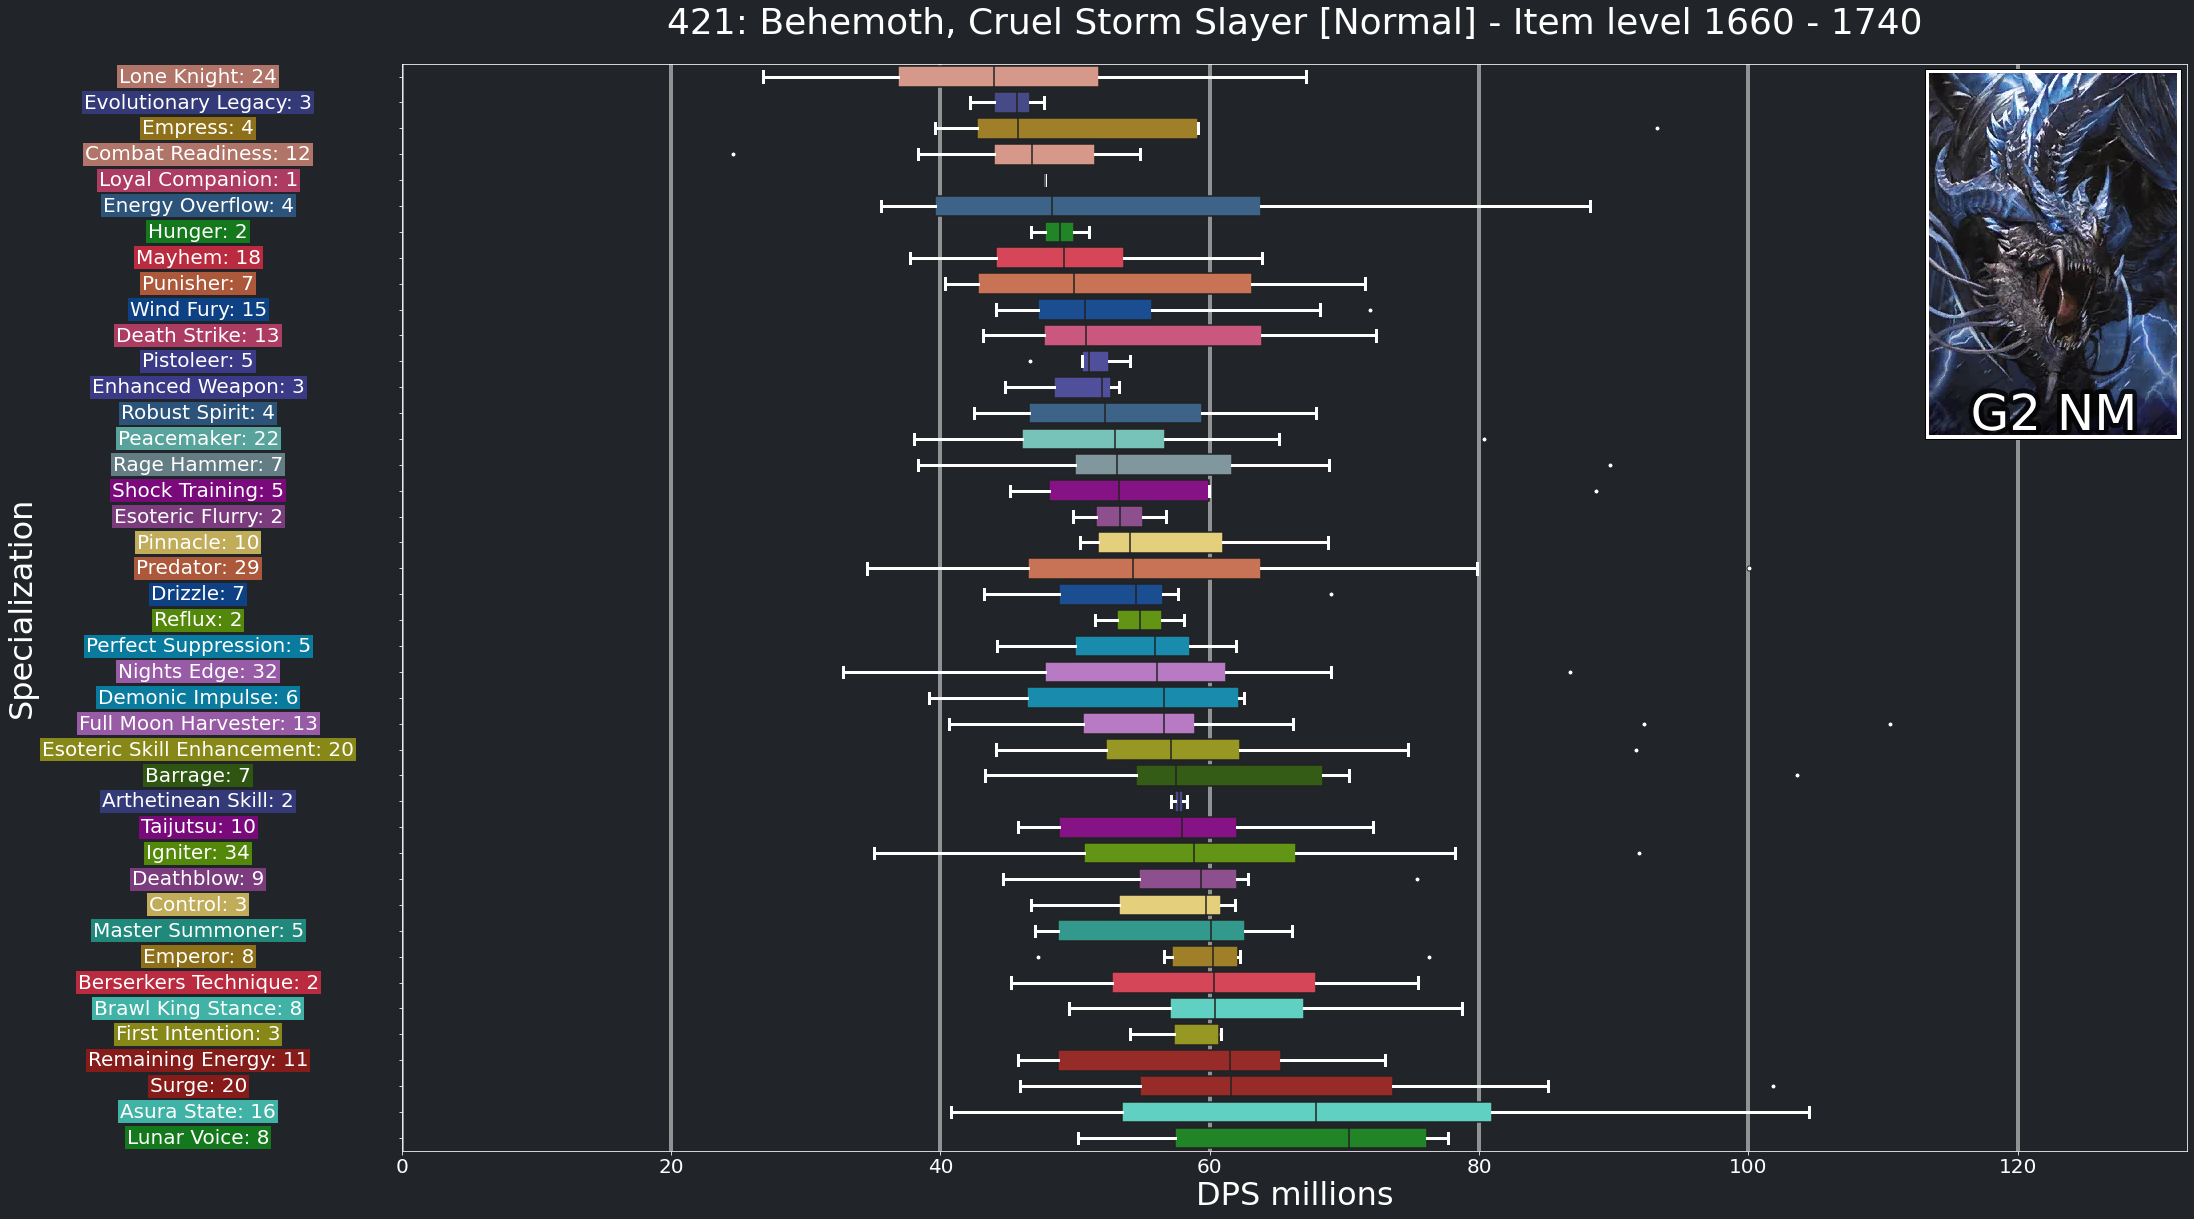 421: Behemoth, Cruel Storm Slayer [Normal] - Item level 1660 - 1740
Lone Knight: 24
Evolutionary Legacy: 3
Empress: 4
Combat Readiness: 12
Loyal Companion: 1
Energy Overflow: 4
Hunger: 2
Mayhem: 18
Punisher: 7
Wind Fury: 15
Death Strike: 13
Pistoleer: 5
Enhanced Weapon: 3
Robust Spirit: 4
Peacemaker: 22
Rage Hammer: 7
Shock Training: 5
Esoteric Flurry: 2
Pinnacle: 10
Predator: 29
Drizzle: 7
Reflux: 2
Perfect Suppression: 5
Nights Edge: 32
Demonic Impulse: 6
Full Moon Harvester: 13
Esoteric Skill Enhancement: 20
Barrage: 7
Arthetinean Skill: 2
Taijutsu: 10
Igniter: 34
Deathblow: 9
Control: 3
Master Summoner: 5
Emperor: 8
Berserkers Technique: 2
Brawl King Stance: 8
First Intention: 3
Remaining Energy: 11
Surge: 20
Asura State: 16
Lunar Voice: 8
Specialization
G2 NM
0 20 40 60 80 100 120
DPS millions